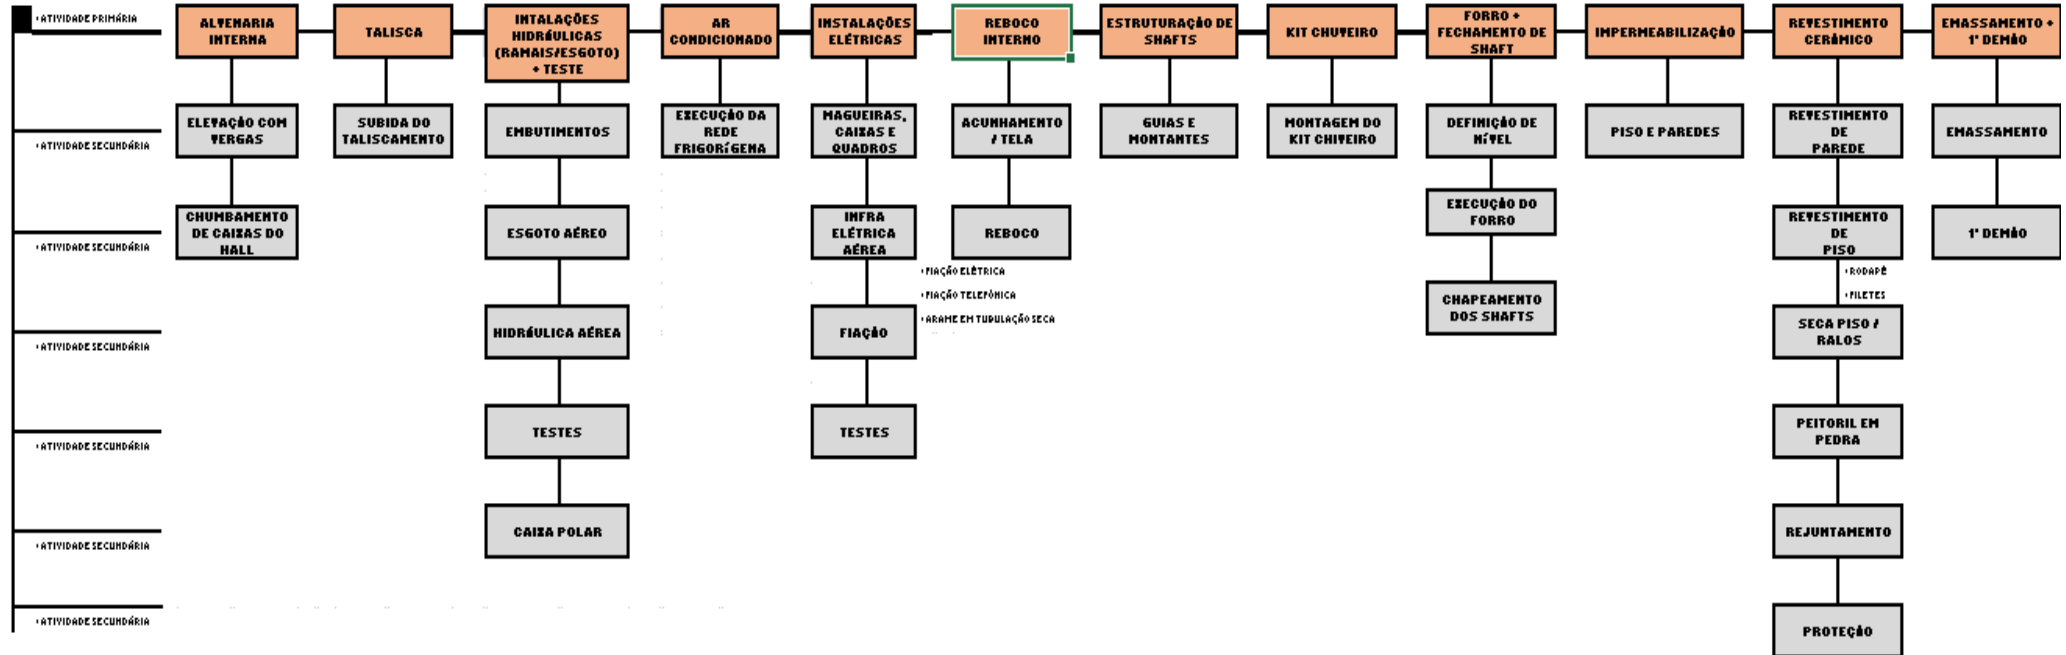 • ATIVIDADE PRIMÁRIA
ALVENARIA
INTERNA
TALISCA
INTALAÇÕES
HIDRÁULICAS
(RAMAIS/ESGOTO)
+ TESTE
AR
CONDICIONADO
INSTALAÇÕES
ELÉTRICAS
REBOCO
INTERNO
ESTRUTURAÇÃO DE
SHAFTS
KIT CHUVEIRO
FORRO +
FECHAMENTO DE
SHAFT
IMPERMEABILIZAÇÃO
REVESTIMENTO
CERÂMICO
EMASSAMENTO +
1ª DEMÃO
• ATIVIDADE SECUNDÁRIA
ELEVAÇÃO COM
VERGAS
SUBIDA DO
TALISCAMENTO
EMBUTIMENTOS
EXECUÇÃO DA
REDE
FRIGORÍGENA
MAGUEIRAS,
CAIXAS E
QUADROS
ACUNHAMENTO
/ TELA
GUIAS E
MONTANTES
MONTAGEM DO
KIT CHIVEIRO
DEFINIÇÃO DE
NÍVEL
PISO E PAREDES
REVESTIMENTO
DE
PAREDE
EMASSAMENTO
• ATIVIDADE SECUNDÁRIA
CHUMBAMENTO
DE CAIXAS DO
HALL
ESGOTO AÉREO
INFRA
ELÉTRICA
AÉREA
REBOCO
EXECUÇÃO DO
FORRO
REVESTIMENTO
DE
PISO
1ª DEMÃO
• FIAÇÃO ELÉTRICA
• FIAÇÃO TELEFÔNICA
• ARAME EM TUBULAÇÃO SECA
• RODAPÉ
• FILETES
• ATIVIDADE SECUNDÁRIA
HIDRÁULICA AÉREA
FIAÇÃO
CHAPEAMENTO
DOS SHAFTS
SECA PISO /
RALOS
• ATIVIDADE SECUNDÁRIA
TESTES
TESTES
PEITORIL EM
PEDRA
• ATIVIDADE SECUNDÁRIA
CAIXA POLAR
REJUNTAMENTO
• ATIVIDADE SECUNDÁRIA
PROTEÇÃO